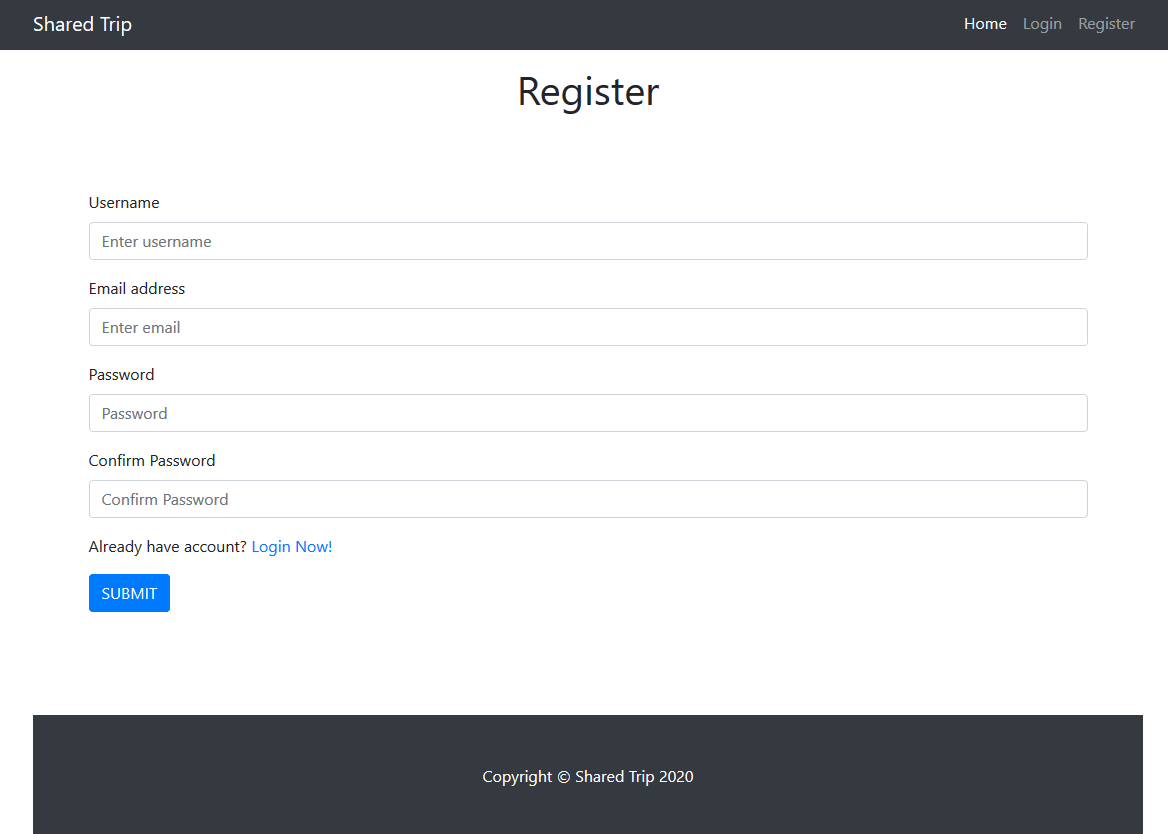 Shared Trip Home Login Register
Register
Username
Enter username
Email address
Enter email
Password
Password
Confirm Password
Confirm Password
Already have account? Login Now!
SUBMIT
Copyright © Shared Trip 2020